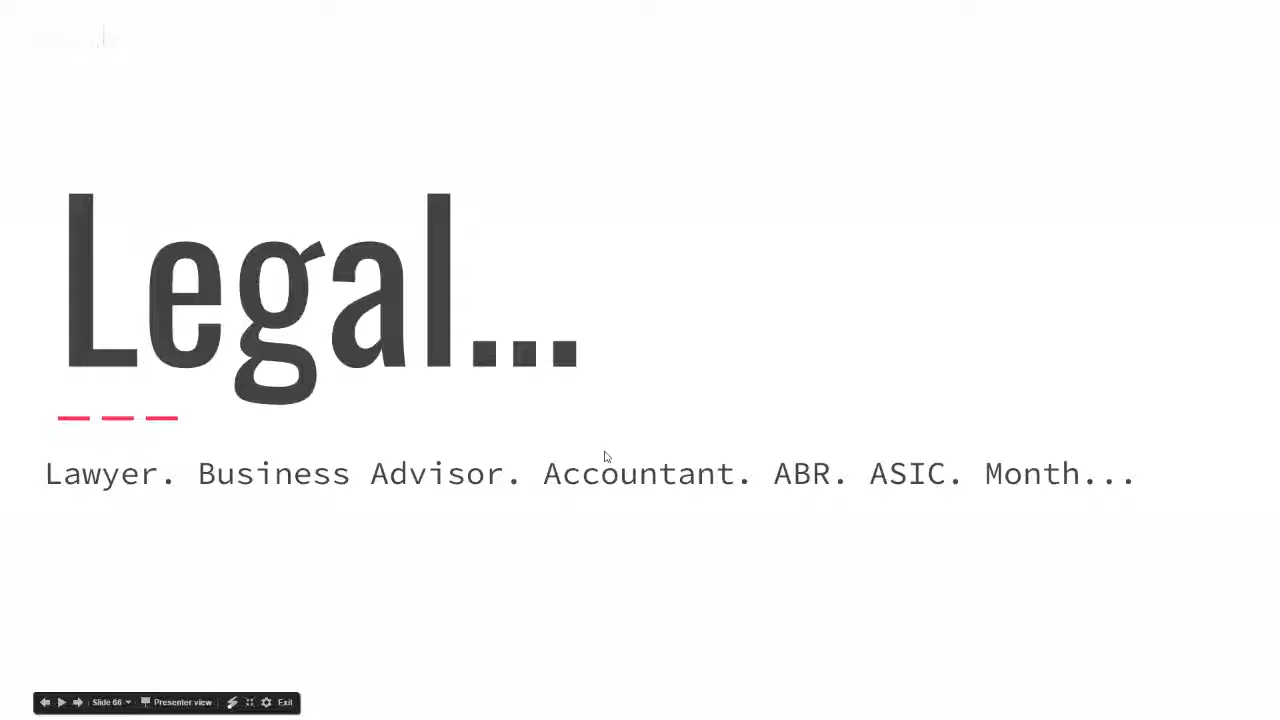 Legal...
Lawyer. Business Advisor. Accountant. ABR. ASIC. Month...
Slide 66 Presenter view Exit